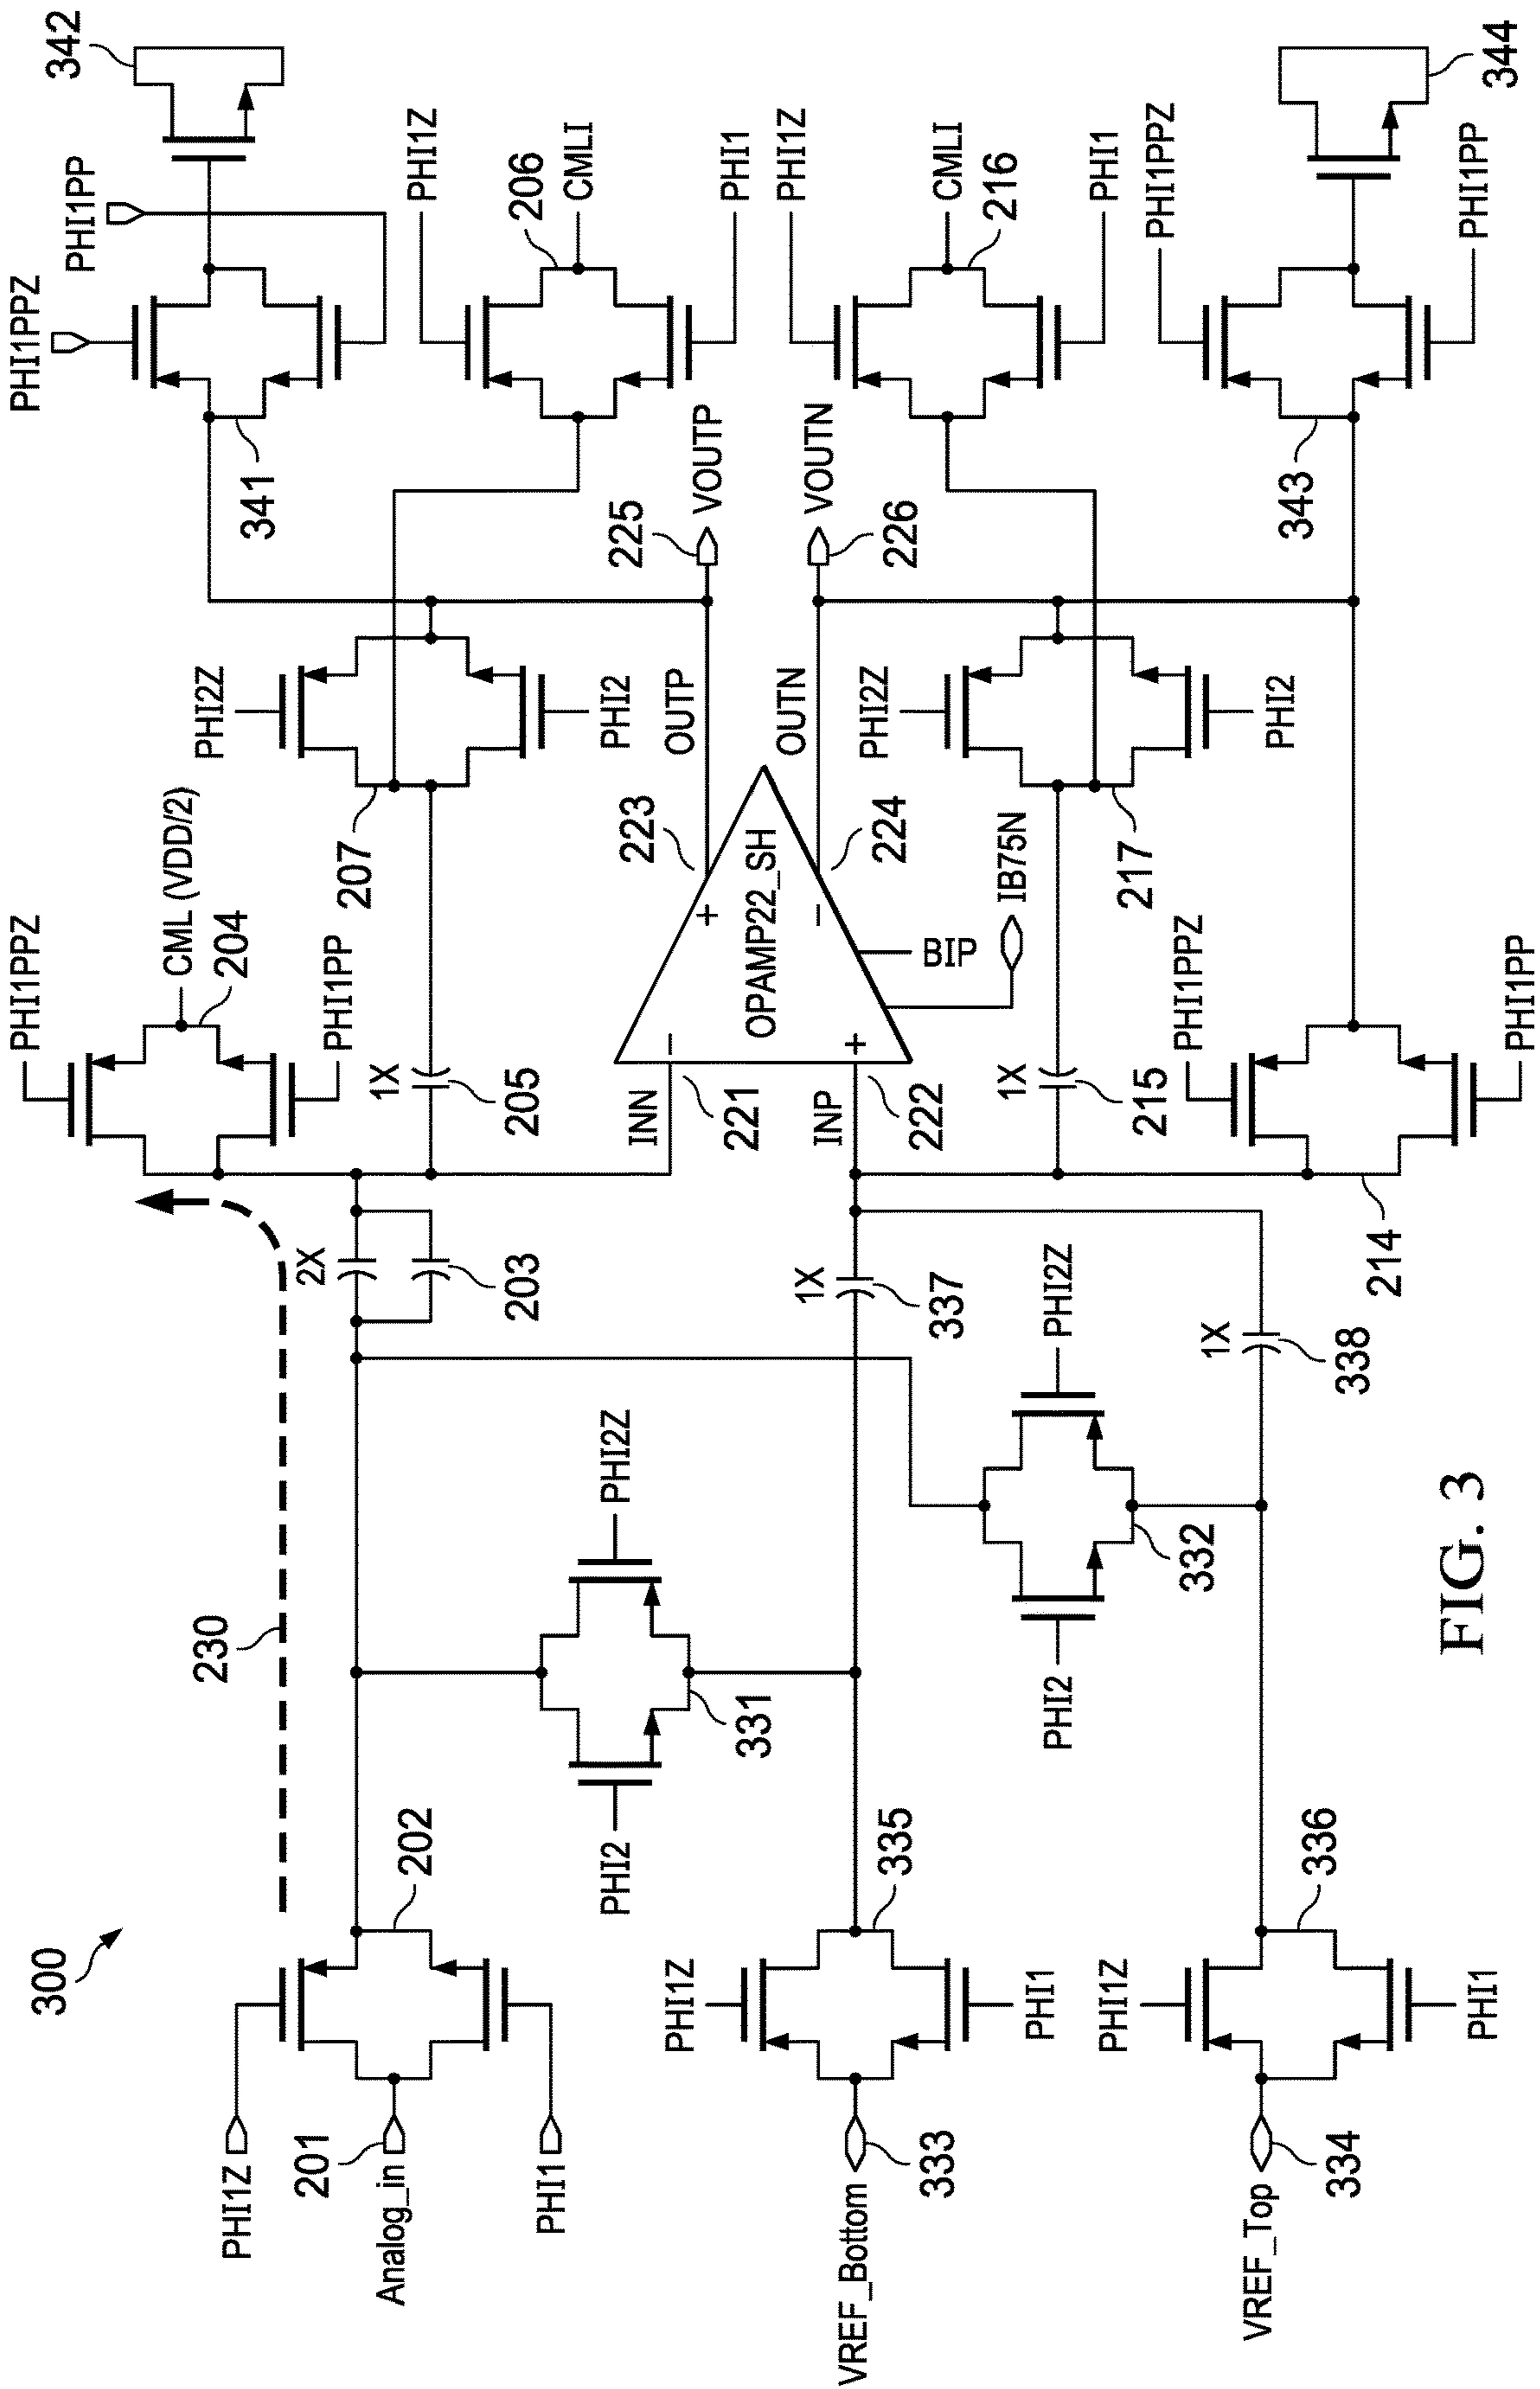 342
PHI1PP
PHI1PPZ
341
PHI1Z
206
CMLI
PHI1
PHI1Z
CMLI
216
PHI1
344
PHI1PPZ
PHI1PP
343
225
VOUTP
VOUTN
226
PHI2Z
PHI2
207
OUTP
OUTN
PHI2Z
PHI2
217
CML (VDD/2)
204
PHI1PPZ
PHI1PP
1X
205
223
+
OPAMP22_SH
−
224
BIP
IB75N
−
+
INN
221
INP
222
1X
215
PHI1PPZ
PHI1PP
214
2X
203
1X
337
PHI2Z
1X
338
230
PHI2Z
331
PHI2
332
PHI2
FIG. 3
300
202
PHI1Z
201
Analog_in
PHI1
335
PHI1Z
PHI1
333
VREF_Bottom
336
PHI1Z
PHI1
334
VREF_Top